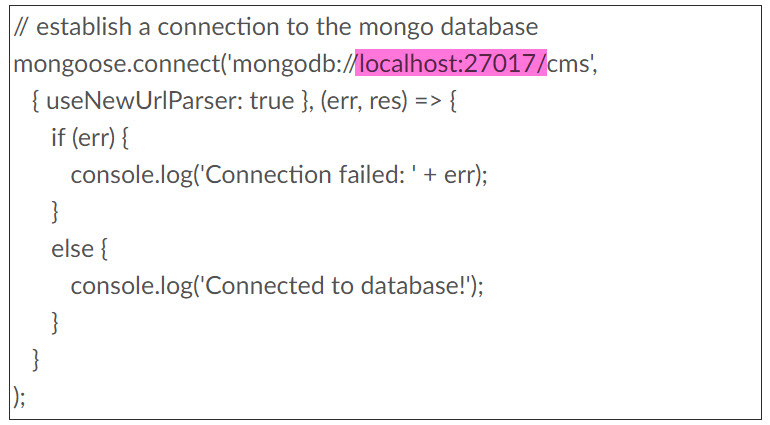 // establish a connection to the mongo database
mongoose.connect('mongodb://localhost:27017/cms',
{ useNewUrlParser: true }, (err, res) => {
if (err) {
console.log('Connection failed: ' + err);
}
else {
console.log('Connected to database!');
}
}
);